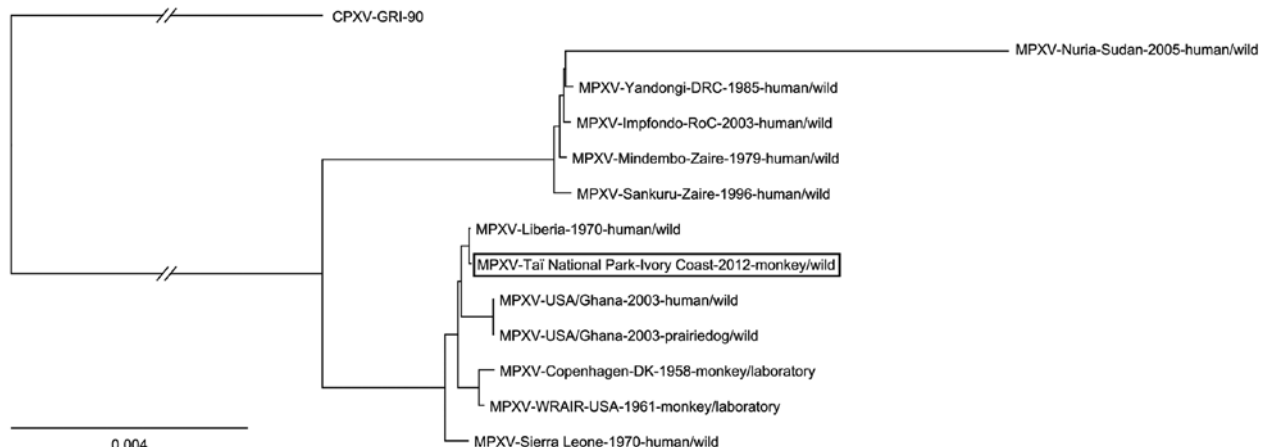 CPXV-GRI-90
MPXV-Nuria-Sudan-2005-human/wild
MPXV-Yandongi-DRC-1985-human/wild
MPXV-Impfondo-RoC-2003-human/wild
MPXV-Mindembo-Zaire-1979-human/wild
MPXV-Sankuru-Zaire-1996-human/wild
MPXV-Liberia-1970-human/wild
MPXV-Taï National Park-Ivory Coast-2012-monkey/wild
MPXV-USA/Ghana-2003-human/wild
MPXV-USA/Ghana-2003-prairiedog/wild
MPXV-Copenhagen-DK-1958-monkey/laboratory
MPXV-WRAIR-USA-1961-monkey/laboratory
MPXV-Sierra Leone-1970-human/wild
0.004